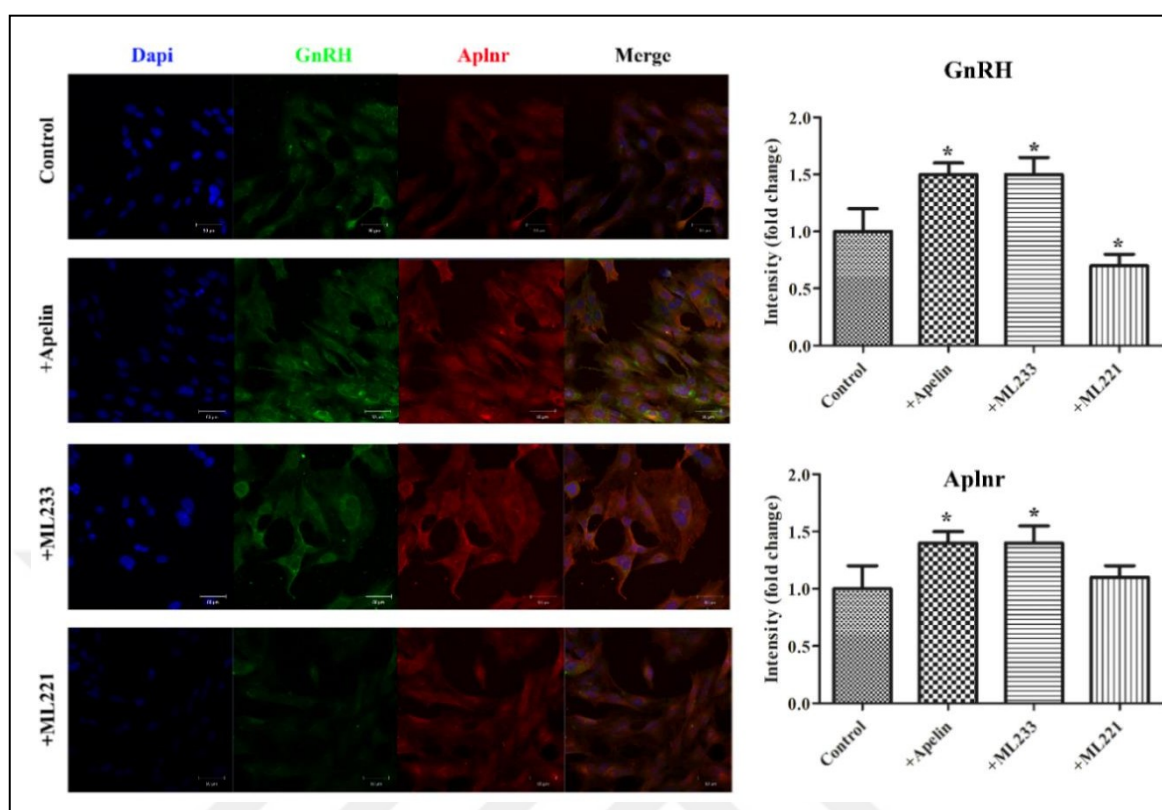 Dapi GnRH Aplnr Merge
Control
+Apelin
+ML233
+ML221
GnRH
Intensity (fold change)
2.0
1.5
1.0
0.5
0.0
Control +Apelin +ML233 +ML221
* * *
Aplnr
Intensity (fold change)
2.0
1.5
1.0
0.5
0.0
Control +Apelin +ML233 +ML221
* *